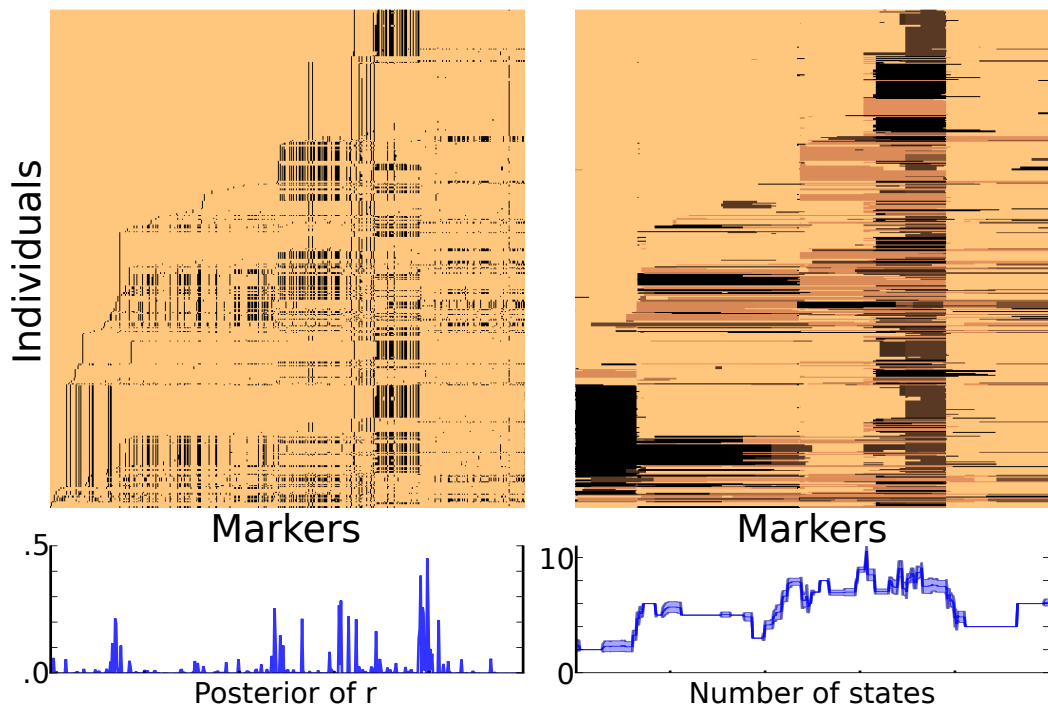 Individuals
Markers
Markers
.5
.0
Posterior of r
10
0
Number of states